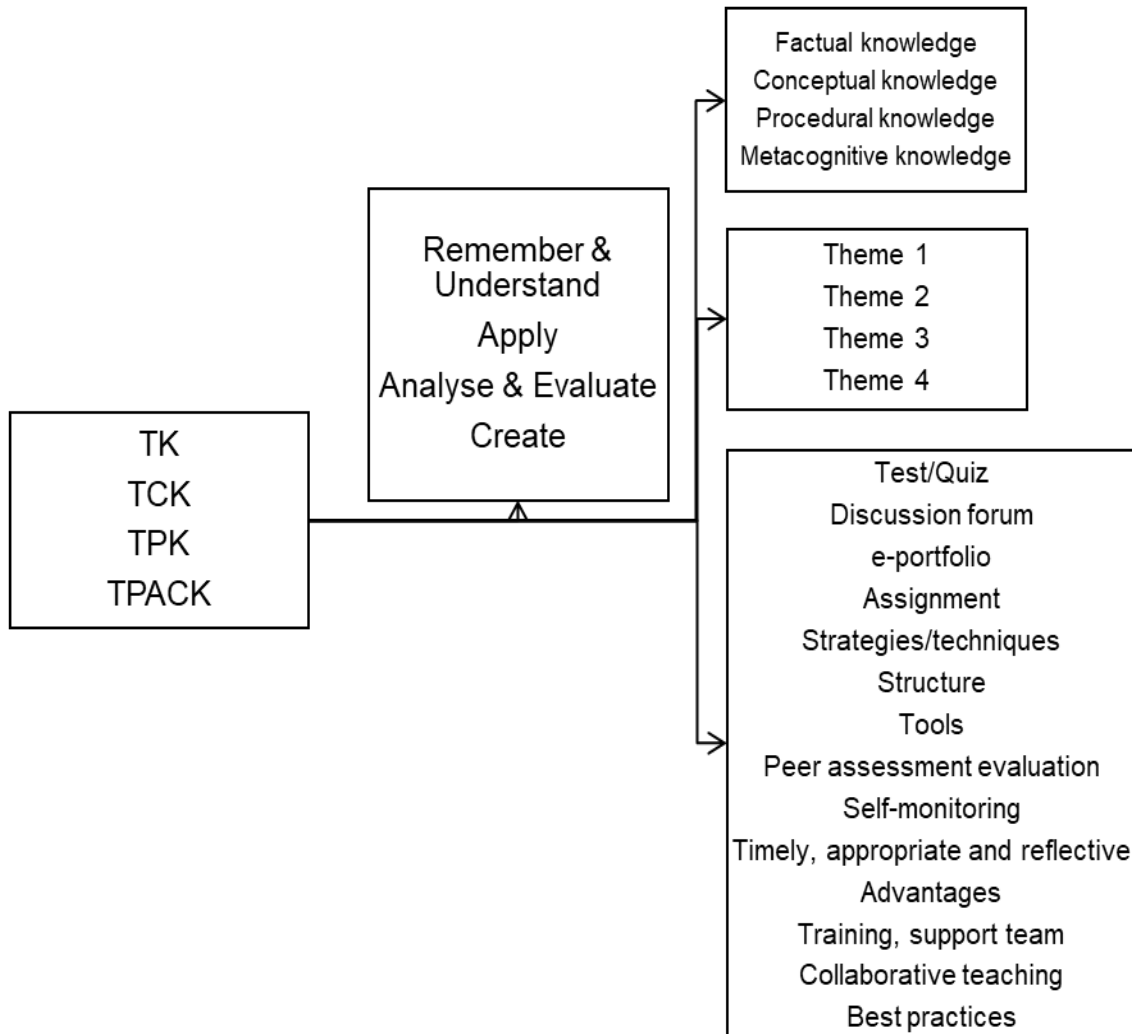 TK
TCK
TPK
TPACK
Remember &
Understand
Apply
Analyse & Evaluate
Create
Factual knowledge
Conceptual knowledge
Procedural knowledge
Metacognitive knowledge
Theme 1
Theme 2
Theme 3
Theme 4
Test/Quiz
Discussion forum
e-portfolio
Assignment
Strategies/techniques
Structure
Tools
Peer assessment evaluation
Self-monitoring
Timely, appropriate and reflective
Advantages
Training, support team
Collaborative teaching
Best practices